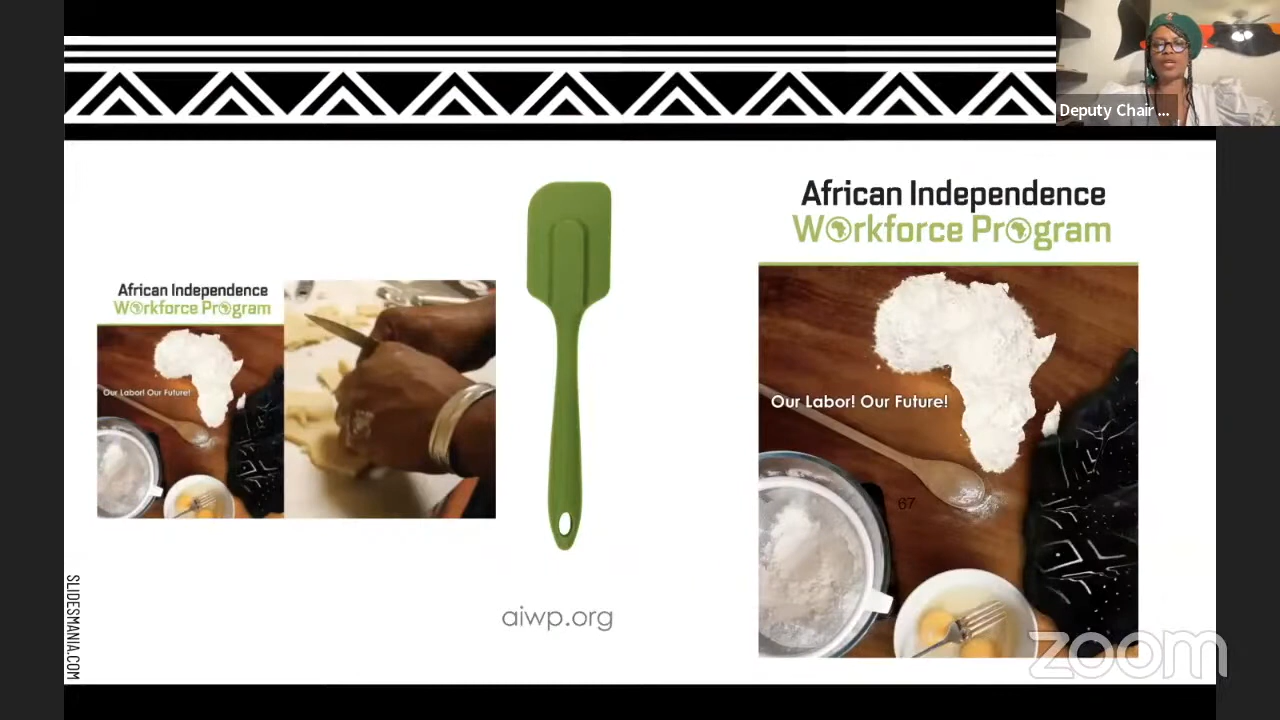 Deputy Chair ...
African Independence
Workforce Program
Our Labor! Our Future!
aiwp.org
African Independence
Workforce Program
Our Labor! Our Future!
67
SLIDESMANIA.COM
zoom